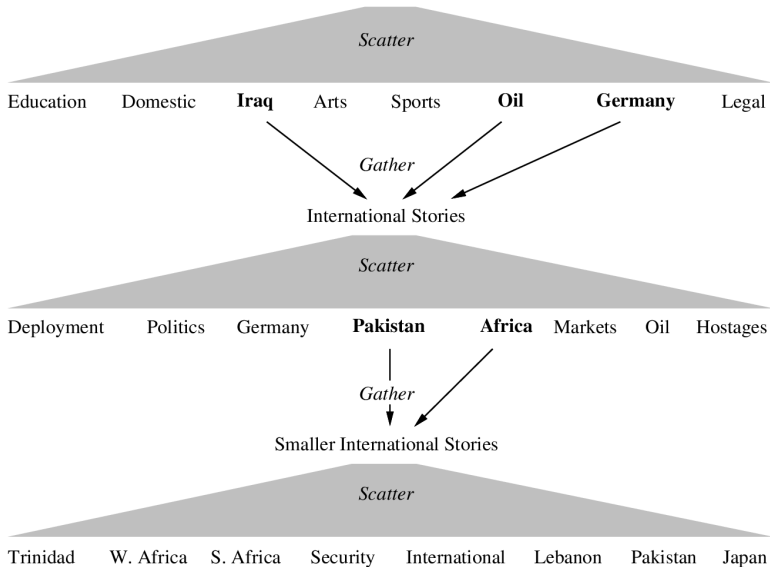 Scatter
Education Domestic Iraq Arts Sports Oil Germany Legal
Gather
International Stories
Scatter
Deployment Politics Germany Pakistan Africa Markets Oil Hostages
Gather
Smaller International Stories
Scatter
Trinidad W. Africa S. Africa Security International Lebanon Pakistan Japan